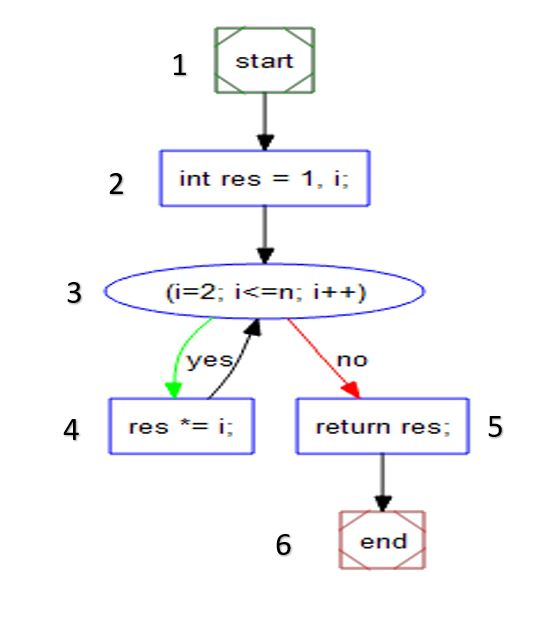 1
start
2
int res = 1, i;
3
(i=2; i<=n; i++)
yes
no
4
res *= i;
return res;
5
6
end